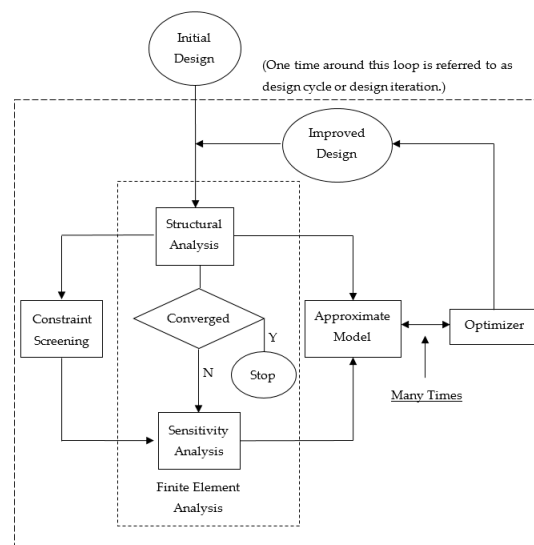 Initial
Design
(One time around this loop is referred to as
design cycle or design iteration.)
Improved
Design
Structural
Analysis
Constraint
Screening
Converged
Approximate
Model
Optimizer
Y
N
Stop
Many Times
Sensitivity
Analysis
Finite Element
Analysis